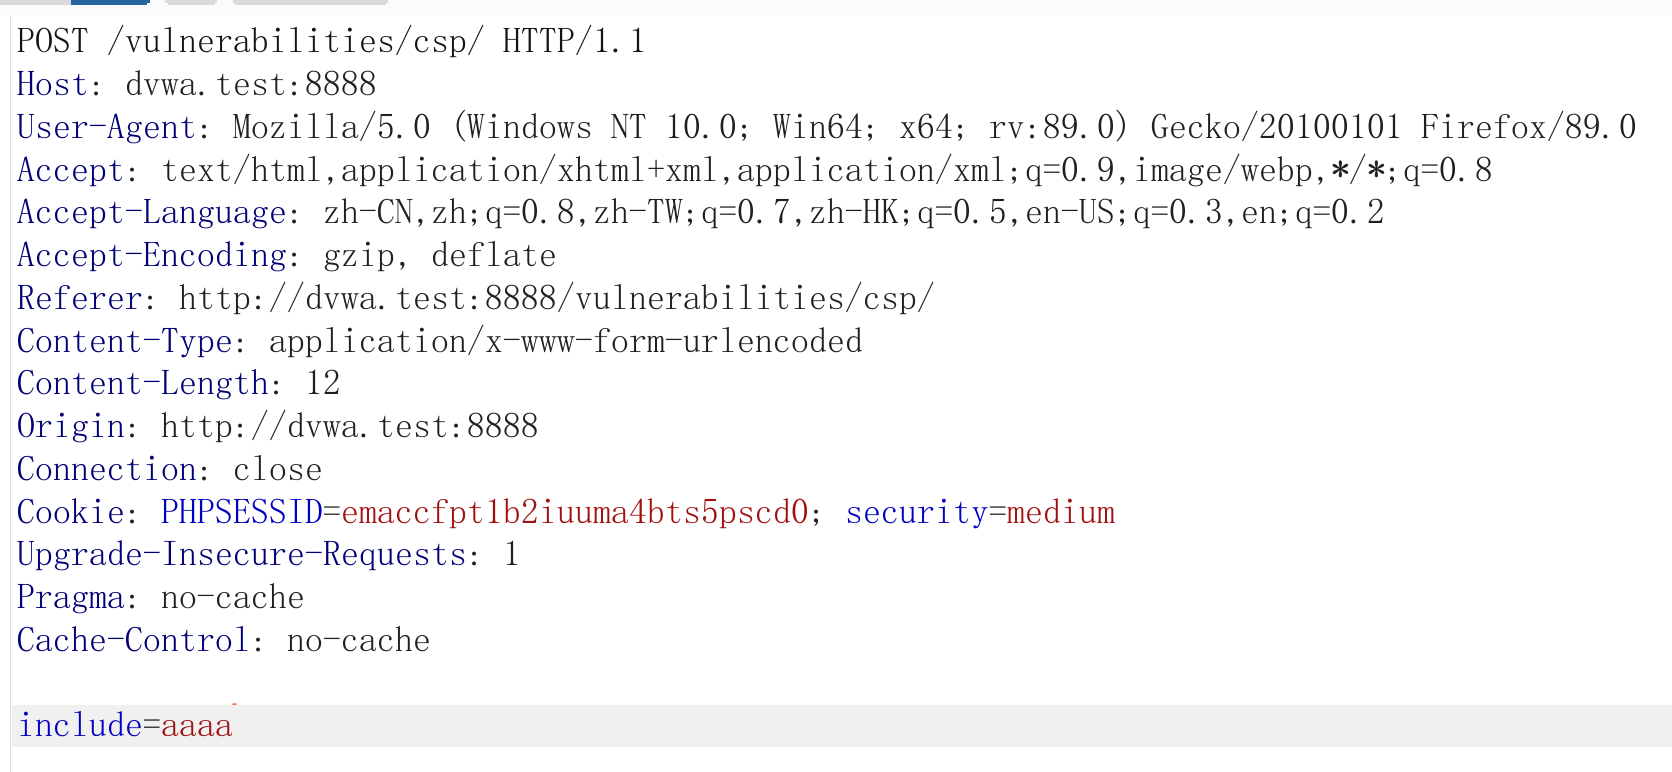 POST /vulnerabilities/csp/ HTTP/1.1
Host: dvwa.test:8888
User-Agent: Mozilla/5.0 (Windows NT 10.0; Win64; x64; rv:89.0) Gecko/20100101 Firefox/89.0
Accept: text/html,application/xhtml+xml,application/xml;q=0.9,image/webp,*/*;q=0.8
Accept-Language: zh-CN,zh;q=0.8,zh-TW;q=0.7,zh-HK;q=0.5,en-US;q=0.3,en;q=0.2
Accept-Encoding: gzip, deflate
Referer: http://dvwa.test:8888/vulnerabilities/csp/
Content-Type: application/x-www-form-urlencoded
Content-Length: 12
Origin: http://dvwa.test:8888
Connection: close
Cookie: PHPSESSID=emaccfpt1b2iuuma4bts5pscd0; security=medium
Upgrade-Insecure-Requests: 1
Pragma: no-cache
Cache-Control: no-cache
include=aaaa